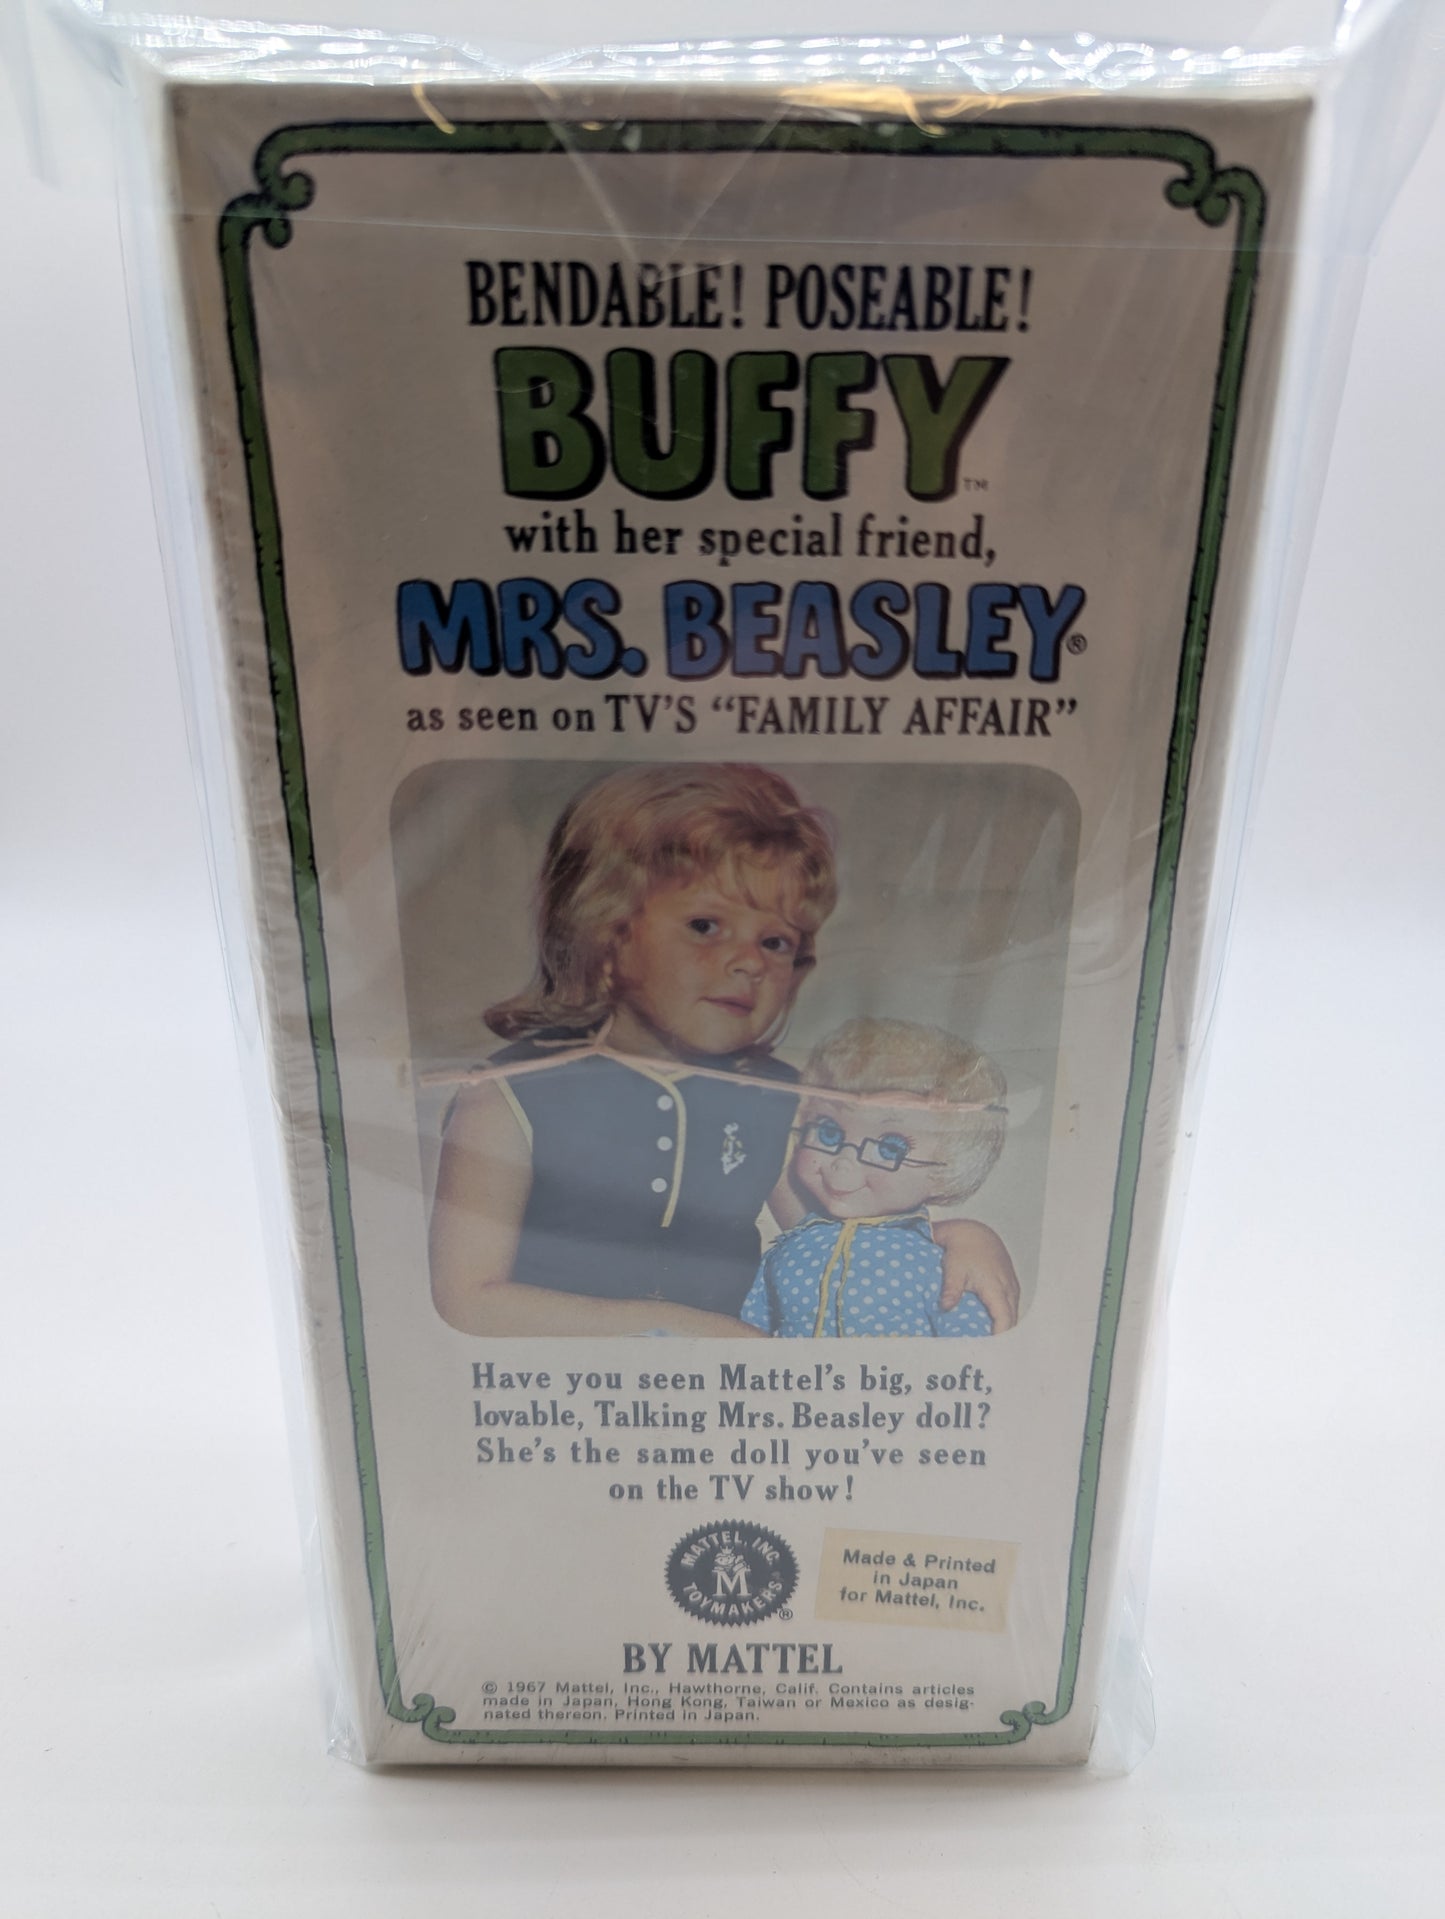 BENDABLE! POSEABLE!
BUFFY™
with her special friend,
MRS. BEASLEY®
as seen on TV'S “FAMILY AFFAIR”
Have you seen Mattel's big, soft,
lovable, Talking Mrs. Beasley doll?
She's the same doll you've seen
on the TV show!
MATTEL, INC.
M
TOYMAKERS
®
Made & Printed
in Japan
for Mattel, Inc.
BY MATTEL
© 1967 Mattel, Inc., Hawthorne, Calif. Contains articles
made in Japan, Hong Kong, Taiwan or Mexico as desig-
nated thereon. Printed in Japan.